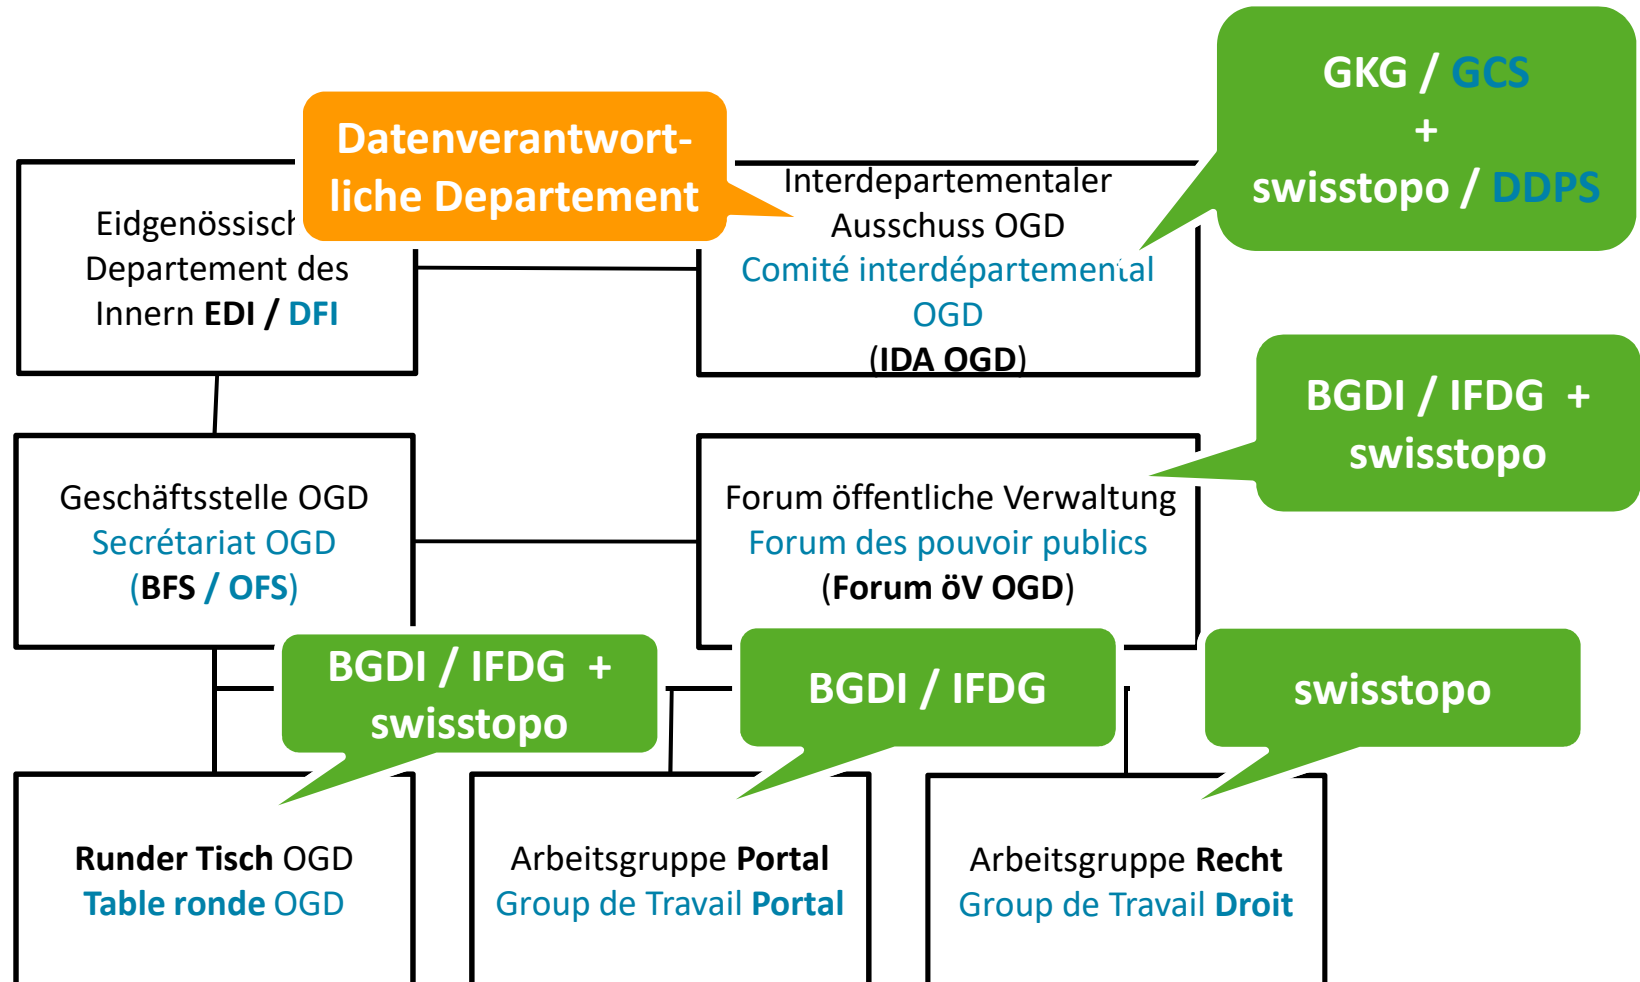 GKG / GCS
+
swisstopo / DDPS
Datenverantwort-
liche Departement
Eidgenössisch
Departement des
Innern EDI / DFI
Interdepartementaler
Ausschuss OGD
Comité interdépartemental
OGD
(IDA OGD)
BGDI / IFDG +
swisstopo
Geschäftsstelle OGD
Secrétariat OGD
(BFS / OFS)
Forum öffentliche Verwaltung
Forum des pouvoir publics
(Forum öV OGD)
BGDI / IFDG +
swisstopo
BGDI / IFDG
swisstopo
Runder Tisch OGD
Table ronde OGD
Arbeitsgruppe Portal
Group de Travail Portal
Arbeitsgruppe Recht
Group de Travail Droit